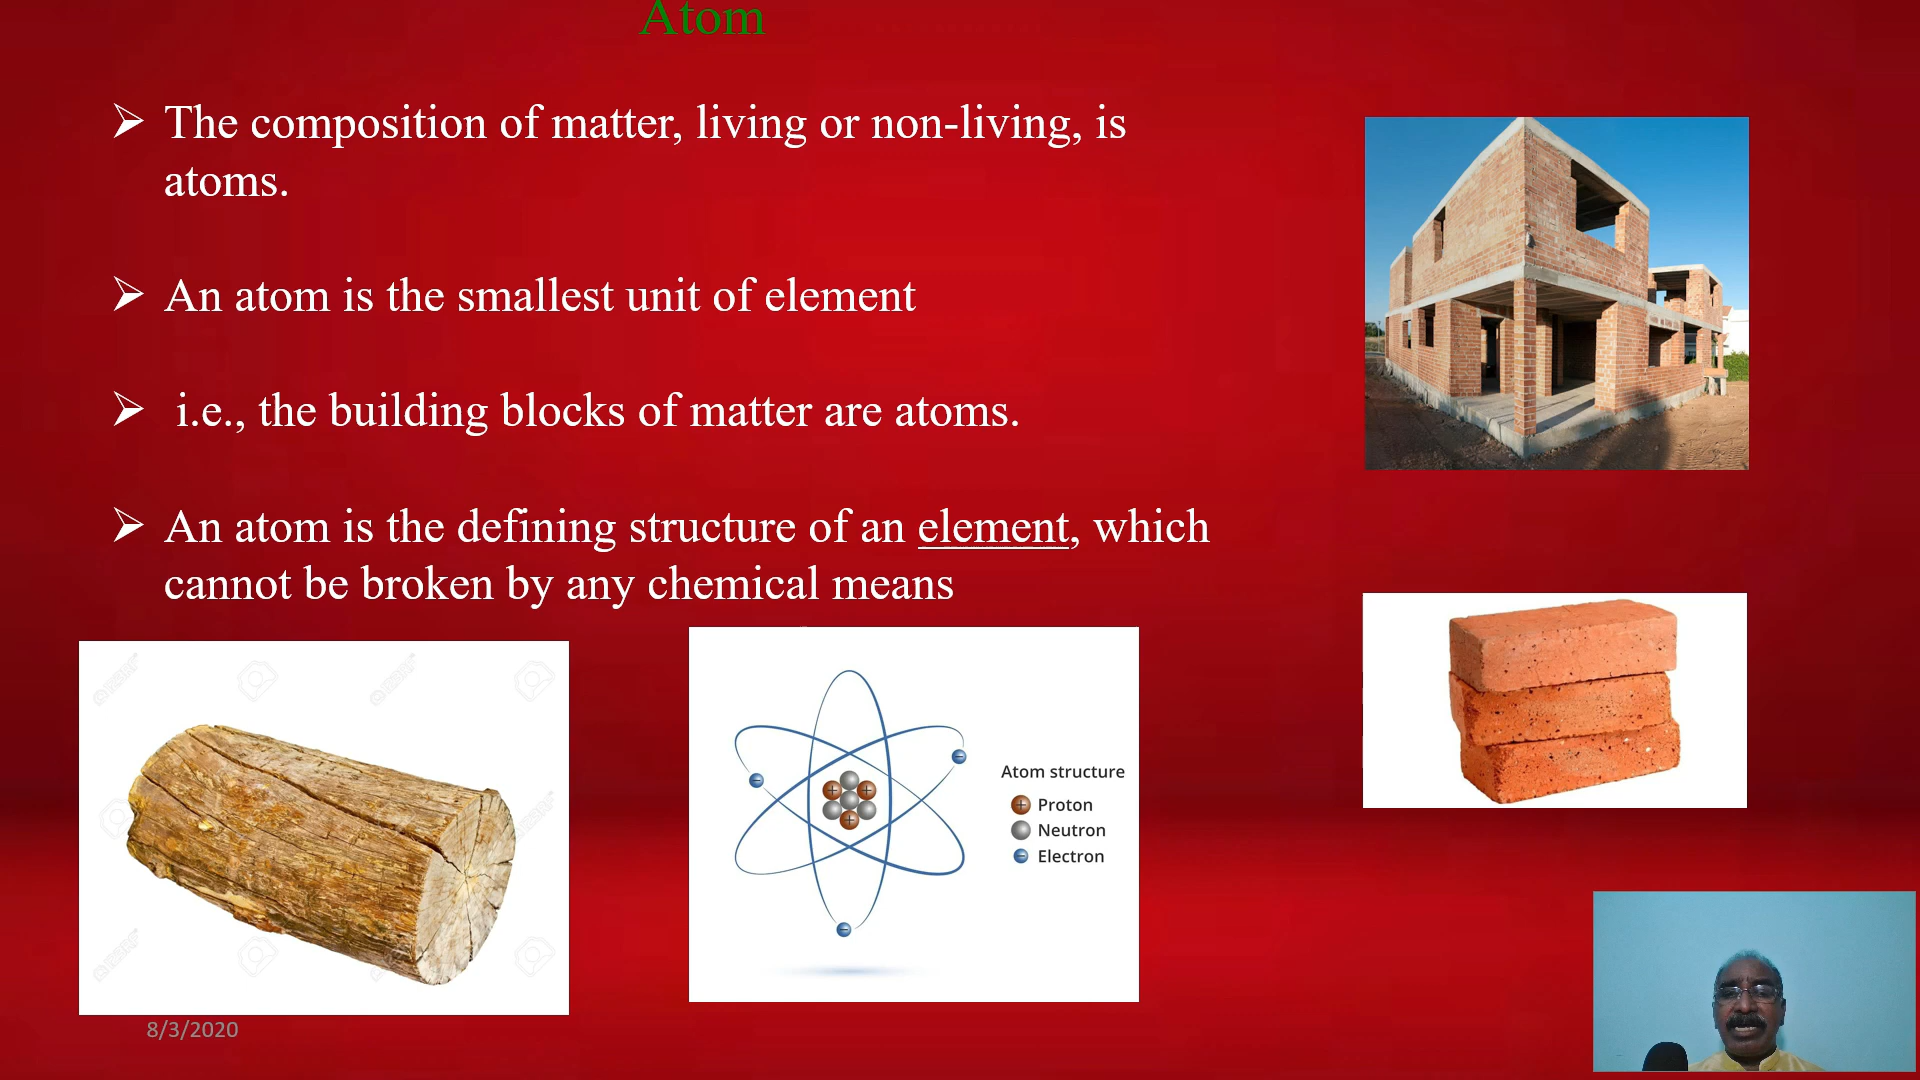 Atom
The composition of matter, living or non-living, is
atoms.
An atom is the smallest unit of element
i.e., the building blocks of matter are atoms.
An atom is the defining structure of an element, which
cannot be broken by any chemical means
Atom structure
Proton
Neutron
Electron
8/3/2020